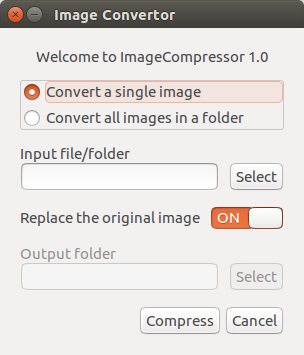 Image Convertor
Welcome to ImageCompressor 1.0
Convert a single image
Convert all images in a folder
Input file/folder
Select
Replace the original image ON
Output folder
Select
Compress Cancel